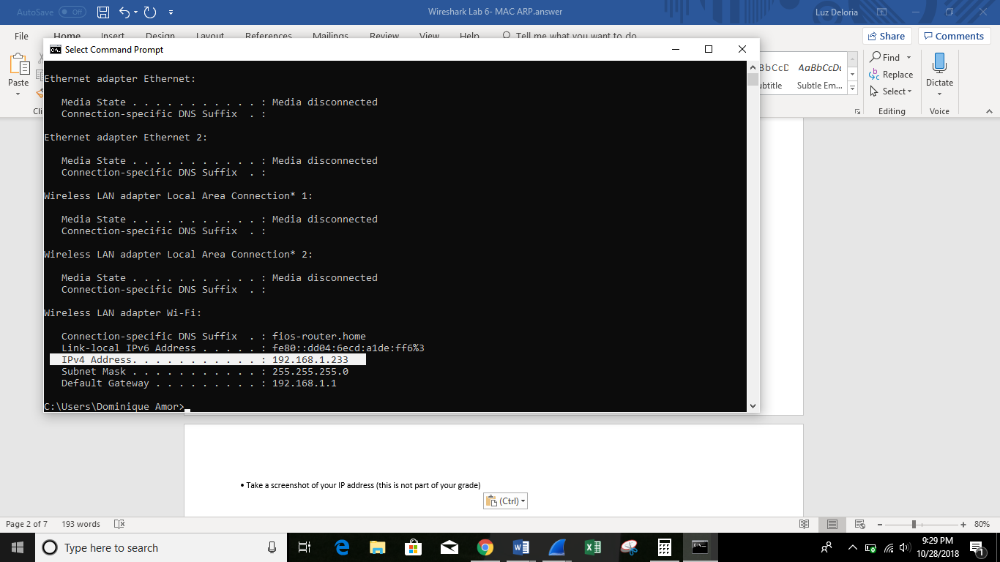 AutoSave Off
Wireshark Lab 6- MAC ARP.answer
Luz Deloria
File Home Insert Design Layout References Mailings Review View Help Tell me what you want to do
Share Comments
Select Command Prompt
Paste
Find
Replace
Select
Editing
Dictate
Voice
AaBbCcDc
Subtle Em...
Ethernet adapter Ethernet:
Media State . . . . . . . . . . . : Media disconnected
Connection-specific DNS Suffix . :
Ethernet adapter Ethernet 2:
Media State . . . . . . . . . . . : Media disconnected
Connection-specific DNS Suffix . :
Wireless LAN adapter Local Area Connection* 1:
Media State . . . . . . . . . . . : Media disconnected
Connection-specific DNS Suffix . :
Wireless LAN adapter Local Area Connection* 2:
Media State . . . . . . . . . . . : Media disconnected
Connection-specific DNS Suffix . :
Wireless LAN adapter Wi-Fi:
Connection-specific DNS Suffix . : fios-router.home
Link-local IPv6 Address . . . . . : fe80::dd04:6ecd:a1de:ff6%3
IPv4 Address. . . . . . . . . . . : 192.168.1.233
Subnet Mask . . . . . . . . . . . : 255.255.255.0
Default Gateway . . . . . . . . . : 192.168.1.1
C:\Users\Dominique Amor>
• Take a screenshot of your IP address (this is not part of your grade)
(Ctrl)
Page 2 of 7 193 words
80%
Type here to search
9:29 PM
10/28/2018
1